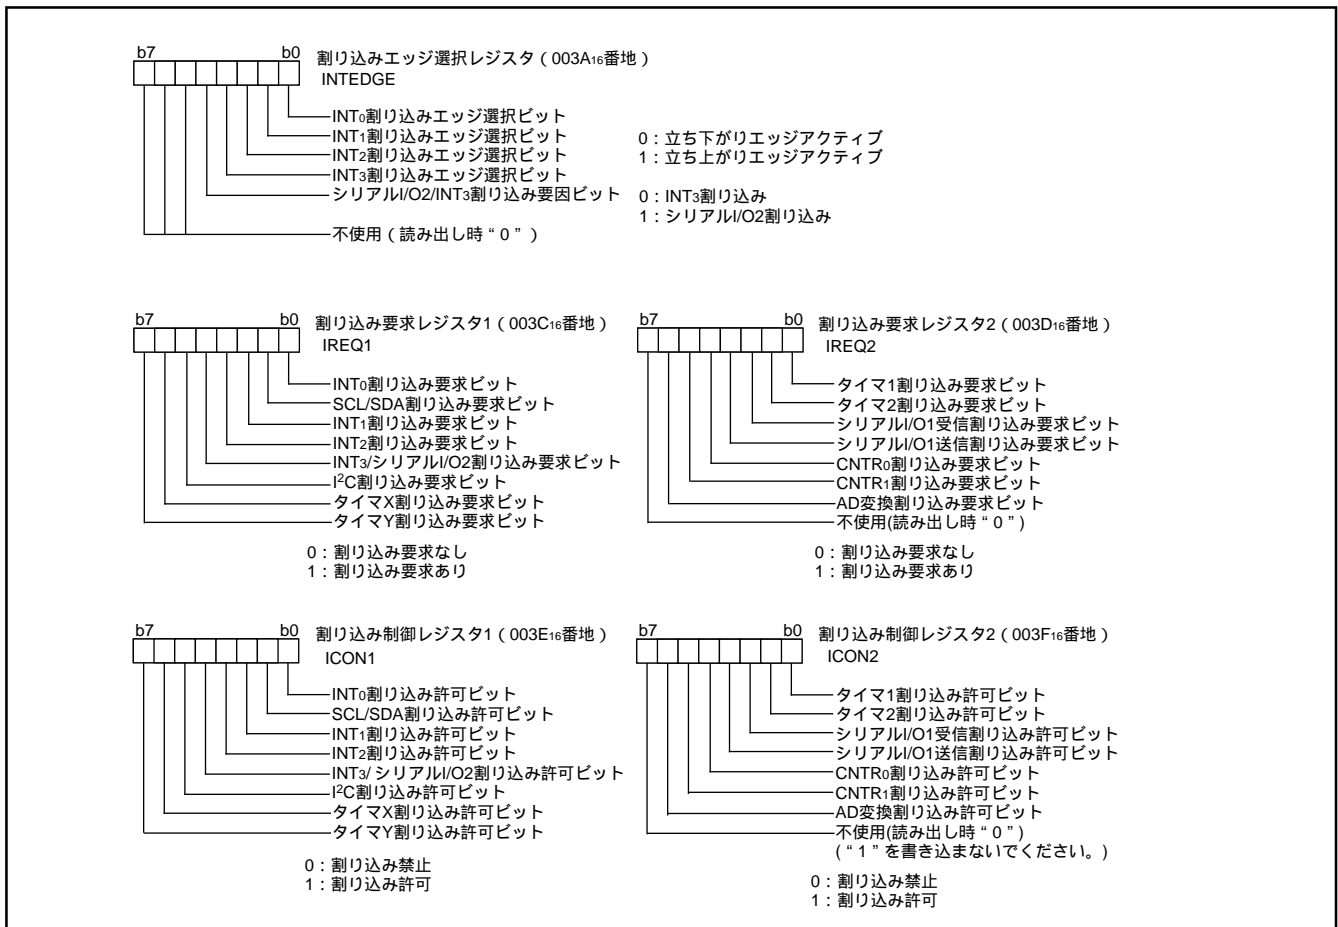 b7 b0 割り込みエッジ選択レジスタ（003A16番地）
INTEDGE
INT0割り込みエッジ選択ビット
INT1割り込みエッジ選択ビット
INT2割り込みエッジ選択ビット
INT3割り込みエッジ選択ビット
0：立ち下がりエッジアクティブ
1：立ち上がりエッジアクティブ
シリアルI/O2/INT3割り込み要因ビット
0：INT3割り込み
1：シリアルI/O2割り込み
不使用（読み出し時“0”）
b7 b0 割り込み要求レジスタ1（003C16番地）
IREQ1
INT0割り込み要求ビット
SCL/SDA割り込み要求ビット
INT1割り込み要求ビット
INT2割り込み要求ビット
INT3/シリアルI/O2割り込み要求ビット
I2C割り込み要求ビット
タイマX割り込み要求ビット
タイマY割り込み要求ビット
0：割り込み要求なし
1：割り込み要求あり
b7 b0 割り込み要求レジスタ2（003D16番地）
IREQ2
タイマ1割り込み要求ビット
タイマ2割り込み要求ビット
シリアルI/O1受信割り込み要求ビット
シリアルI/O1送信割り込み要求ビット
CNTR0割り込み要求ビット
CNTR1割り込み要求ビット
AD変換割り込み要求ビット
不使用(読み出し時“0”)
0：割り込み要求なし
1：割り込み要求あり
b7 b0 割り込み制御レジスタ1（003E16番地）
ICON1
INT0割り込み許可ビット
SCL/SDA割り込み許可ビット
INT1割り込み許可ビット
INT2割り込み許可ビット
INT3/ シリアルI/O2割り込み許可ビット
I2C割り込み許可ビット
タイマX割り込み許可ビット
タイマY割り込み許可ビット
0：割り込み禁止
1：割り込み許可
b7 b0 割り込み制御レジスタ2（003F16番地）
ICON2
タイマ1割り込み許可ビット
タイマ2割り込み許可ビット
シリアルI/O1受信割り込み許可ビット
シリアルI/O1送信割り込み許可ビット
CNTR0割り込み許可ビット
CNTR1割り込み許可ビット
AD変換割り込み許可ビット
不使用(読み出し時“0”)
(“1”を書き込まないでください。)
0：割り込み禁止
1：割り込み許可